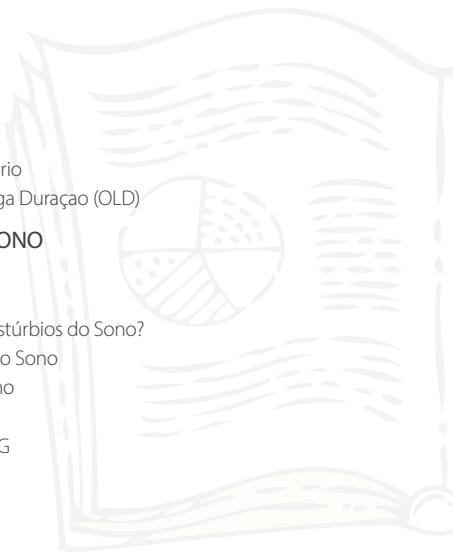 rio
ga Duraçao (OLD)
ONO
stúrbios do Sono?
o Sono
no
G